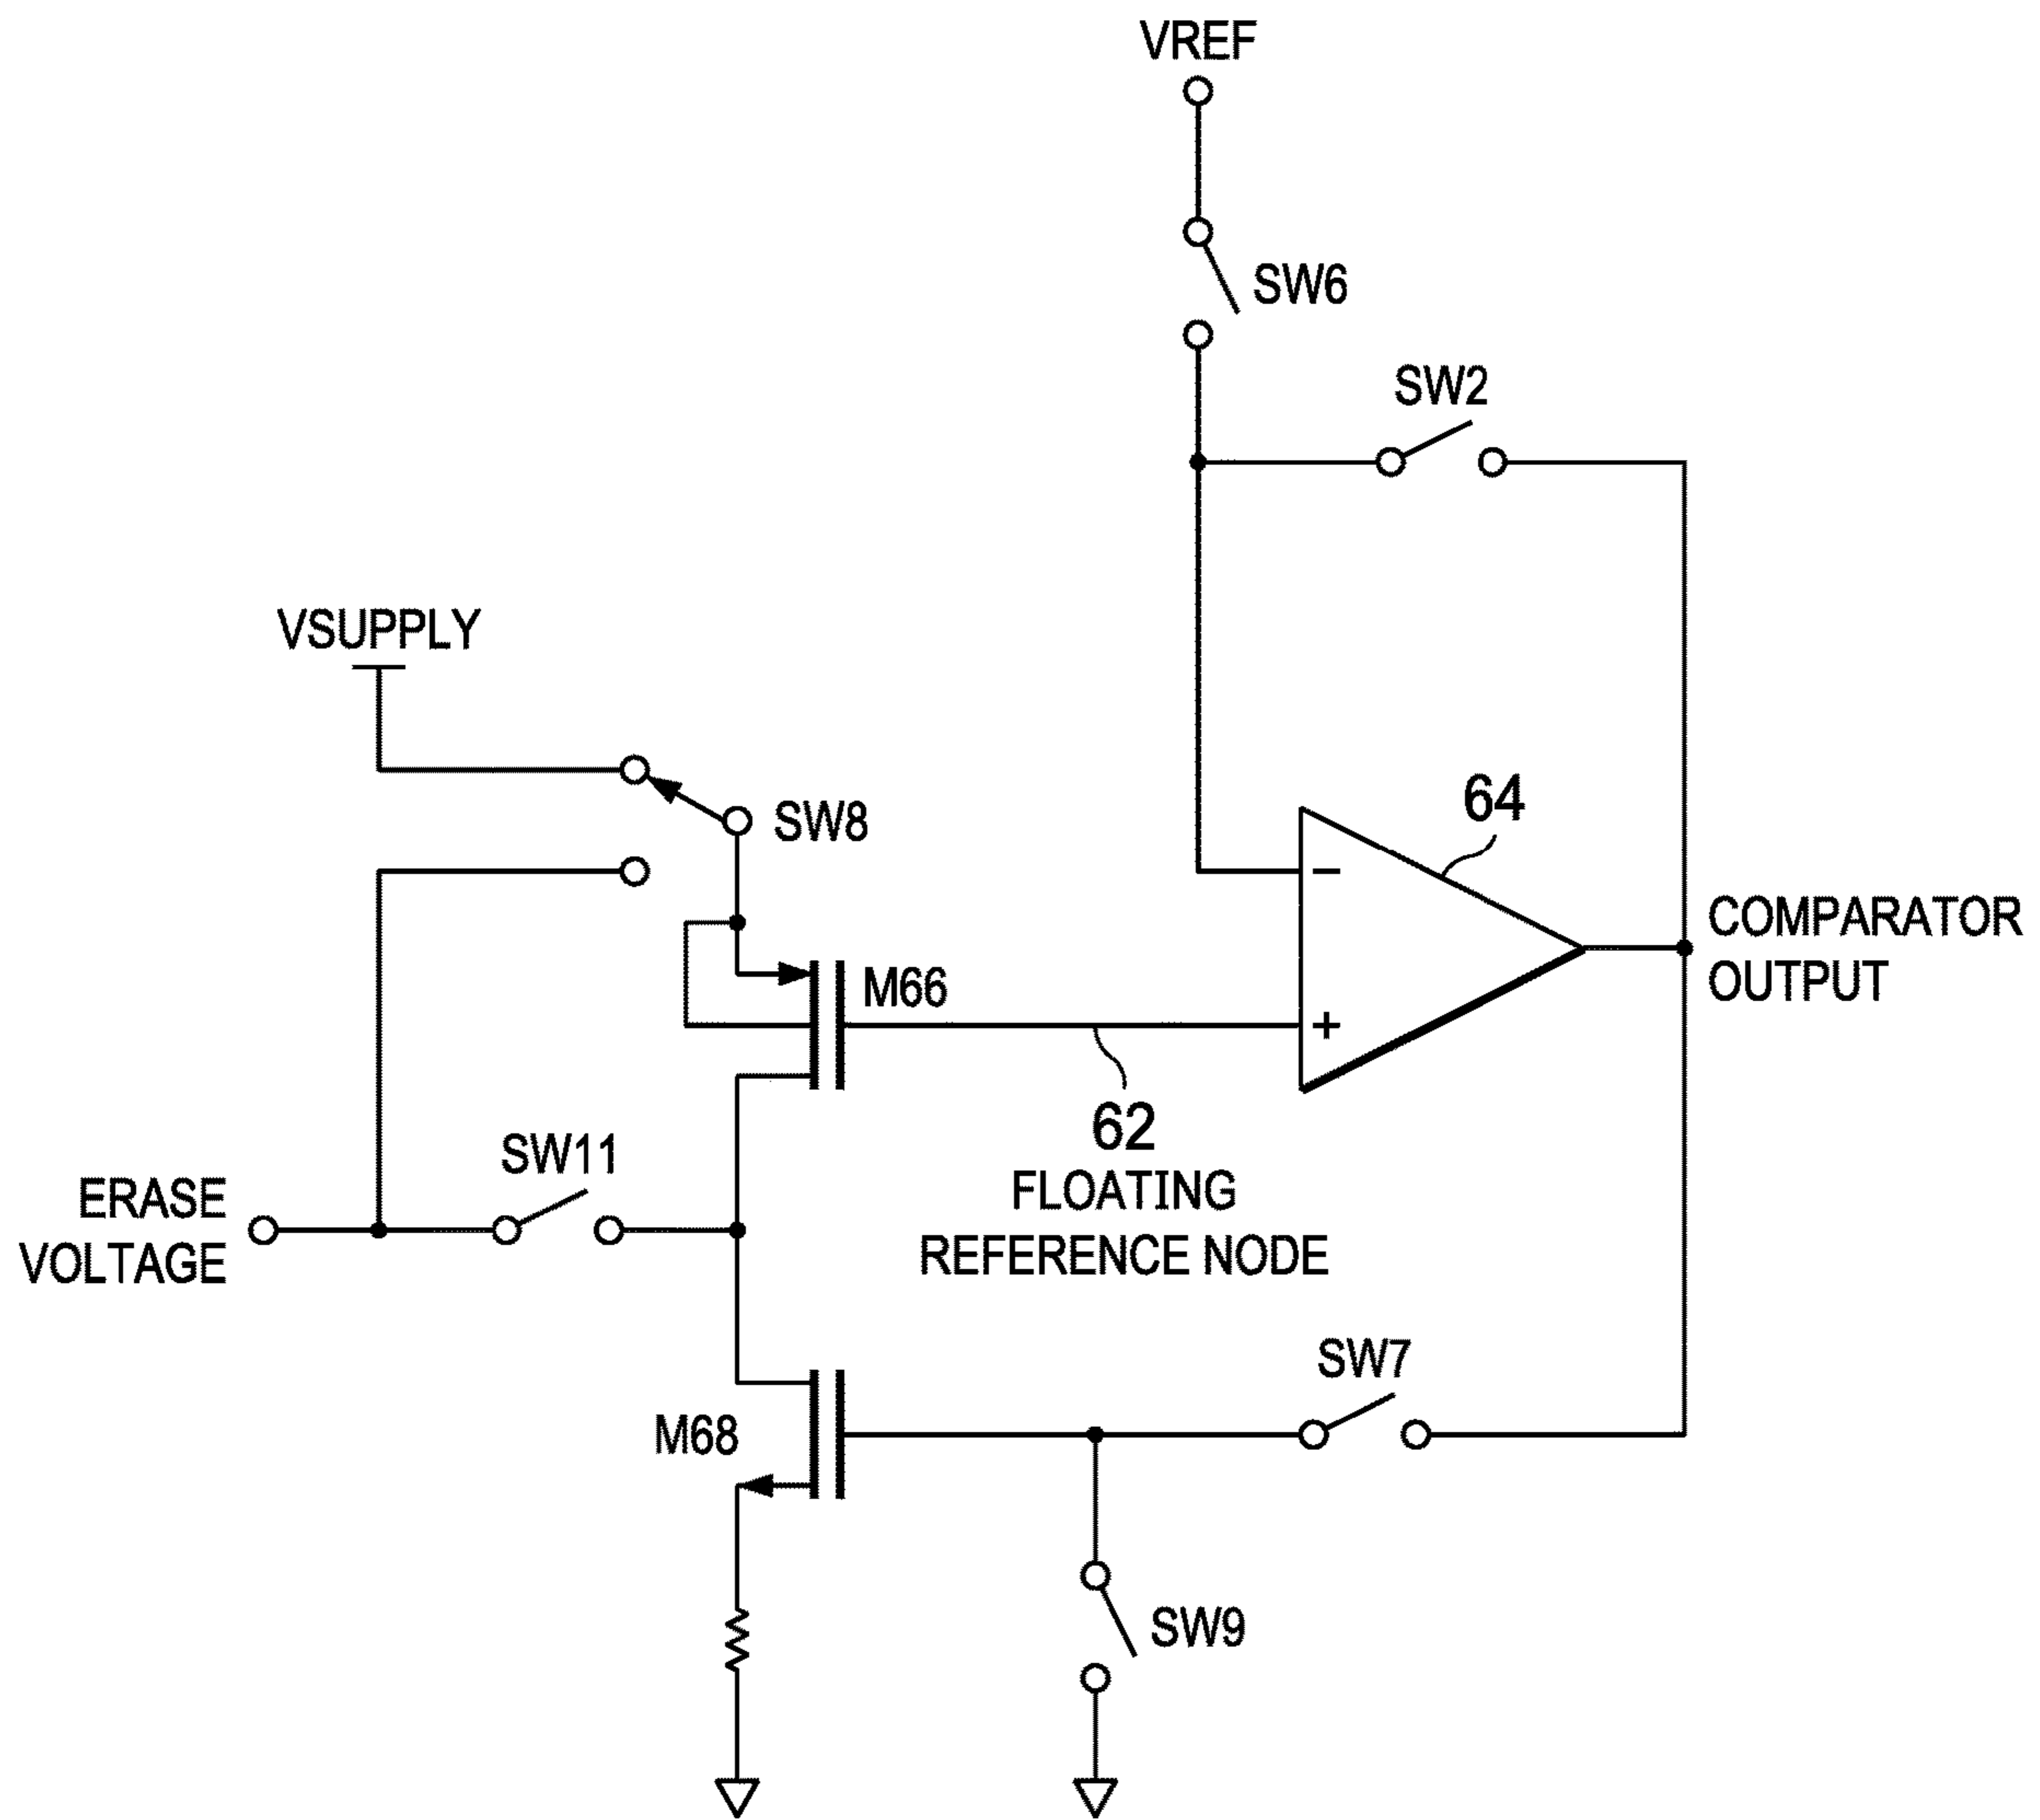 VREF
SW6
SW2
VSUPPLY
SW8
64
−
COMPARATOR
OUTPUT
M66
+
62
FLOATING
REFERENCE NODE
SW11
ERASE
VOLTAGE
SW7
M68
SW9